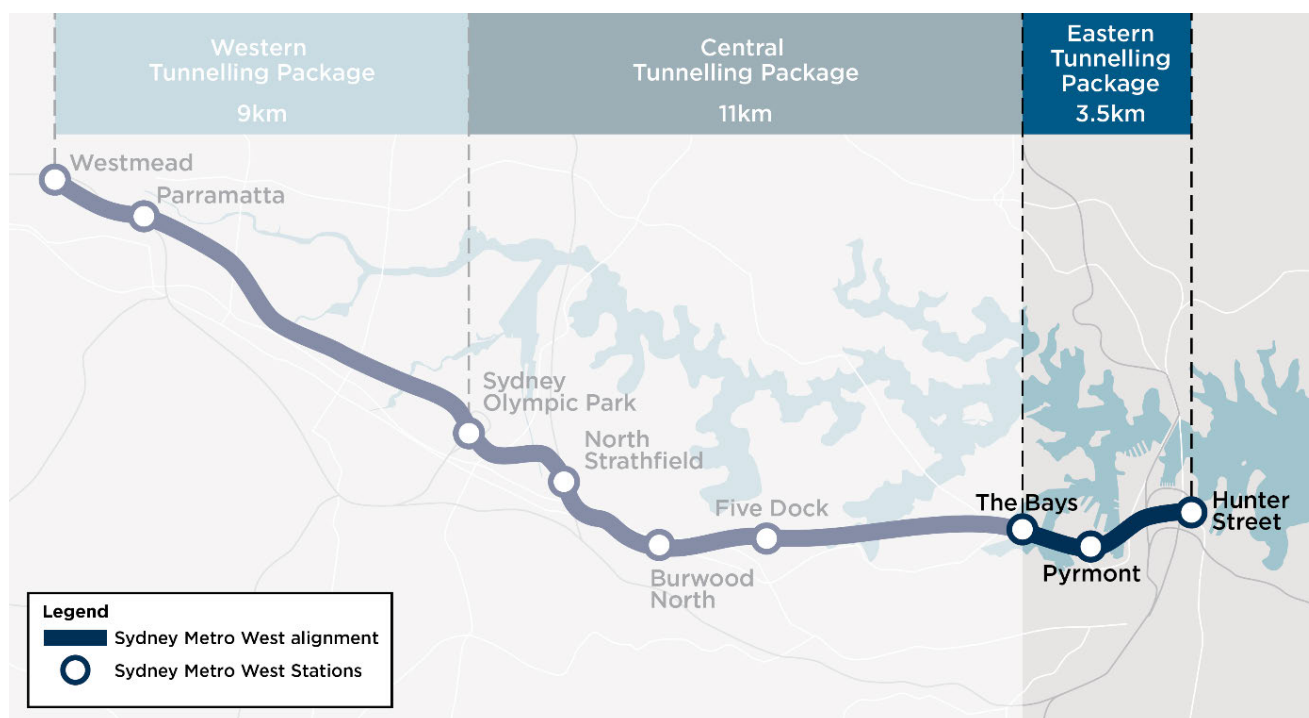 Western
Tunnelling Package
9km
Central
Tunnelling Package
11km
Eastern
Tunnelling
Package
3.5km
Westmead
Parramatta
Sydney
Olympic Park
North
Strathfield
Five Dock
Burwood
North
The Bays
Pyrmont
Hunter
Street
Legend
Sydney Metro West alignment
Sydney Metro West Stations